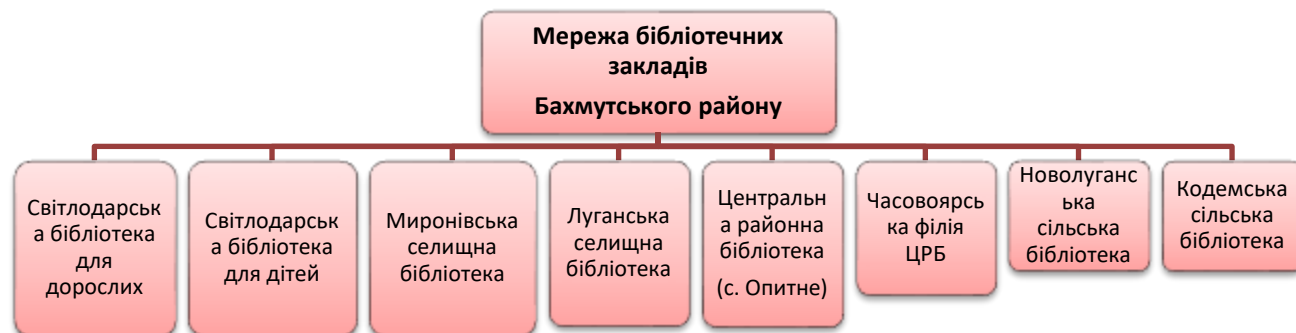 Мережа бібліотечних
закладів
Бахмутського району
Світлодарськ
а бібліотека
для
дорослих
Світлодарськ
а бібліотека
для дітей
Миронівська
селищна
бібліотека
Луганська
селищна
бібліотека
Центральн
а районна
бібліотека
(с. Опитне)
Часовоярсь
ка філія
ЦРБ
Новолуганс
ька
сільська
бібліотека
Кодемська
сільська
бібліотека